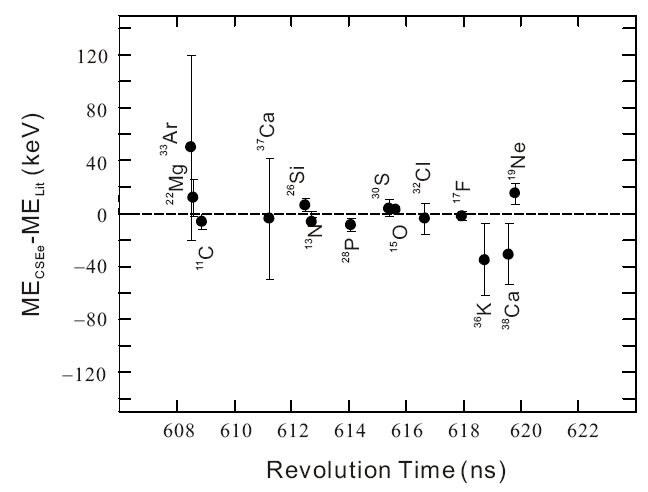 ME_CSRe-ME_Lit (keV)
120
80
40
0
−40
−80
−120
³³Ar
²²Mg
¹¹C
³⁷Ca
²⁶Si
¹³N
²⁸P
³⁰S
¹⁵O
³²Cl
¹⁷F
³⁶K
³⁸Ca
¹⁹Ne
608 610 612 614 616 618 620 622
Revolution Time (ns)